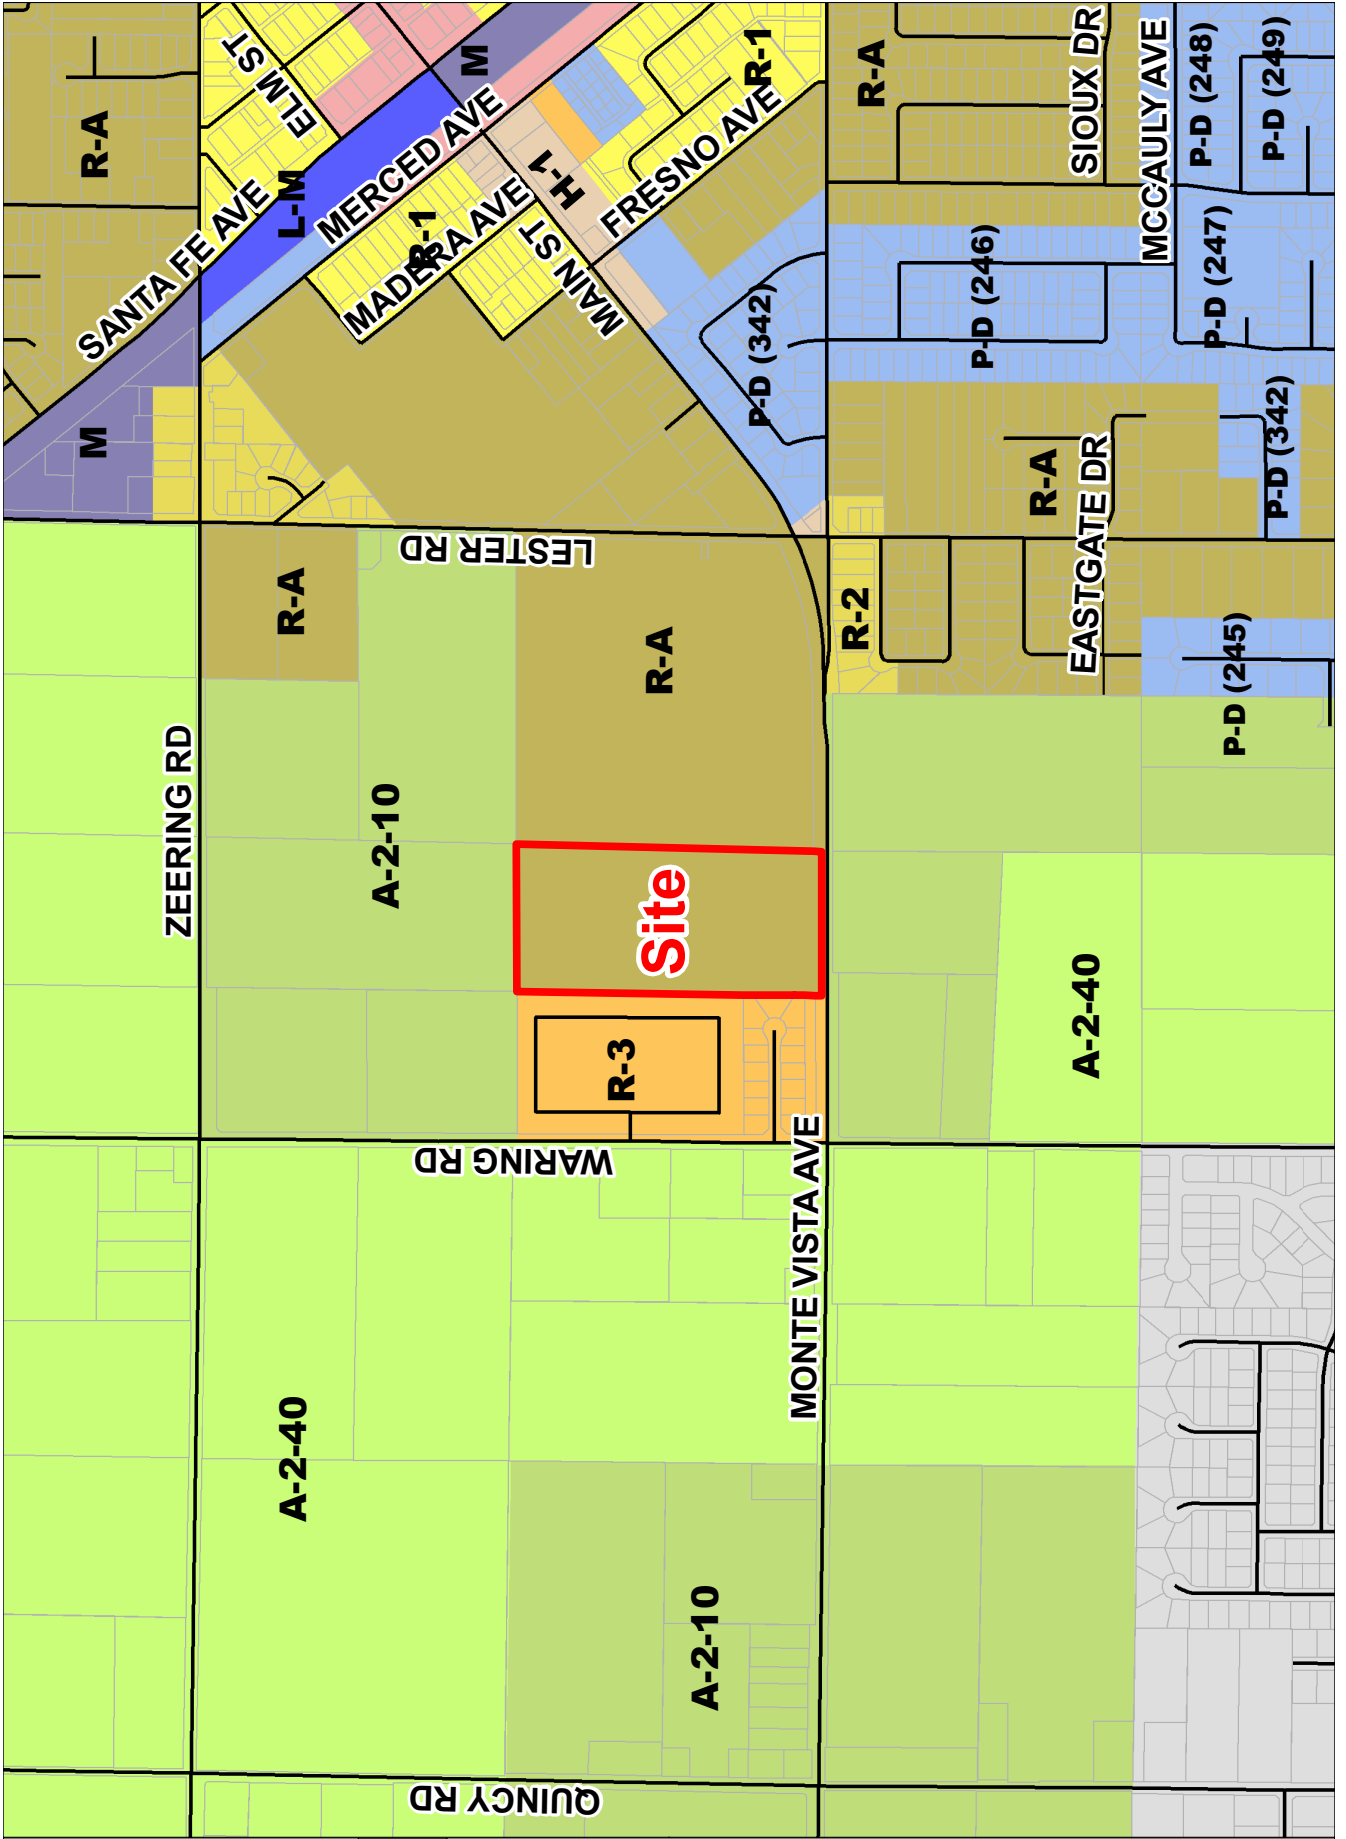 R-A
ELM ST
M
R-1
R-A
SIOUX DR
MCCAULY AVE
P-D (248)
P-D (249)
SANTA FE AVE
L-M
MERCED AVE
R-1
MADERA AVE
H-1
MAIN ST
FRESNO AVE
P-D (342)
P-D (246)
P-D (247)
M
R-A
EASTGATE DR
P-D (342)
LESTER RD
R-A
R-A
R-2
P-D (245)
ZEERING RD
A-2-10
Site
R-3
A-2-40
WARING RD
MONTE VISTA AVE
A-2-40
A-2-10
QUINCY RD